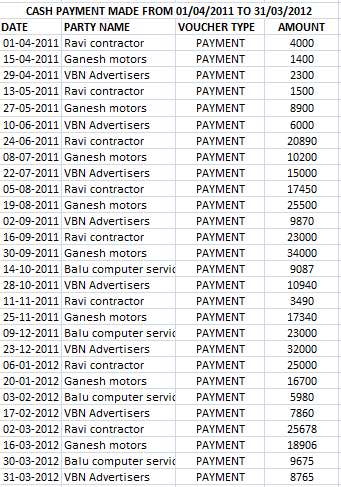 CASH PAYMENT MADE FROM 01/04/2011 TO 31/03/2012
DATE PARTY NAME VOUCHER TYPE AMOUNT
01-04-2011 Ravi contractor PAYMENT 4000
15-04-2011 Ganesh motors PAYMENT 1400
29-04-2011 VBN Advertisers PAYMENT 2300
13-05-2011 Ravi contractor PAYMENT 1500
27-05-2011 Ganesh motors PAYMENT 8900
10-06-2011 VBN Advertisers PAYMENT 6000
24-06-2011 Ravi contractor PAYMENT 20890
08-07-2011 Ganesh motors PAYMENT 10200
22-07-2011 VBN Advertisers PAYMENT 15000
05-08-2011 Ravi contractor PAYMENT 17450
19-08-2011 Ganesh motors PAYMENT 25500
02-09-2011 VBN Advertisers PAYMENT 9870
16-09-2011 Ravi contractor PAYMENT 23000
30-09-2011 Ganesh motors PAYMENT 34000
14-10-2011 Balu computer servic PAYMENT 9087
28-10-2011 VBN Advertisers PAYMENT 10940
11-11-2011 Ravi contractor PAYMENT 3490
25-11-2011 Ganesh motors PAYMENT 17340
09-12-2011 Balu computer servic PAYMENT 23000
23-12-2011 VBN Advertisers PAYMENT 32000
06-01-2012 Ravi contractor PAYMENT 25000
20-01-2012 Ganesh motors PAYMENT 16700
03-02-2012 Balu computer servic PAYMENT 5980
17-02-2012 VBN Advertisers PAYMENT 7860
02-03-2012 Ravi contractor PAYMENT 25678
16-03-2012 Ganesh motors PAYMENT 18906
30-03-2012 Balu computer servic PAYMENT 9675
31-03-2012 VBN Advertisers PAYMENT 8765